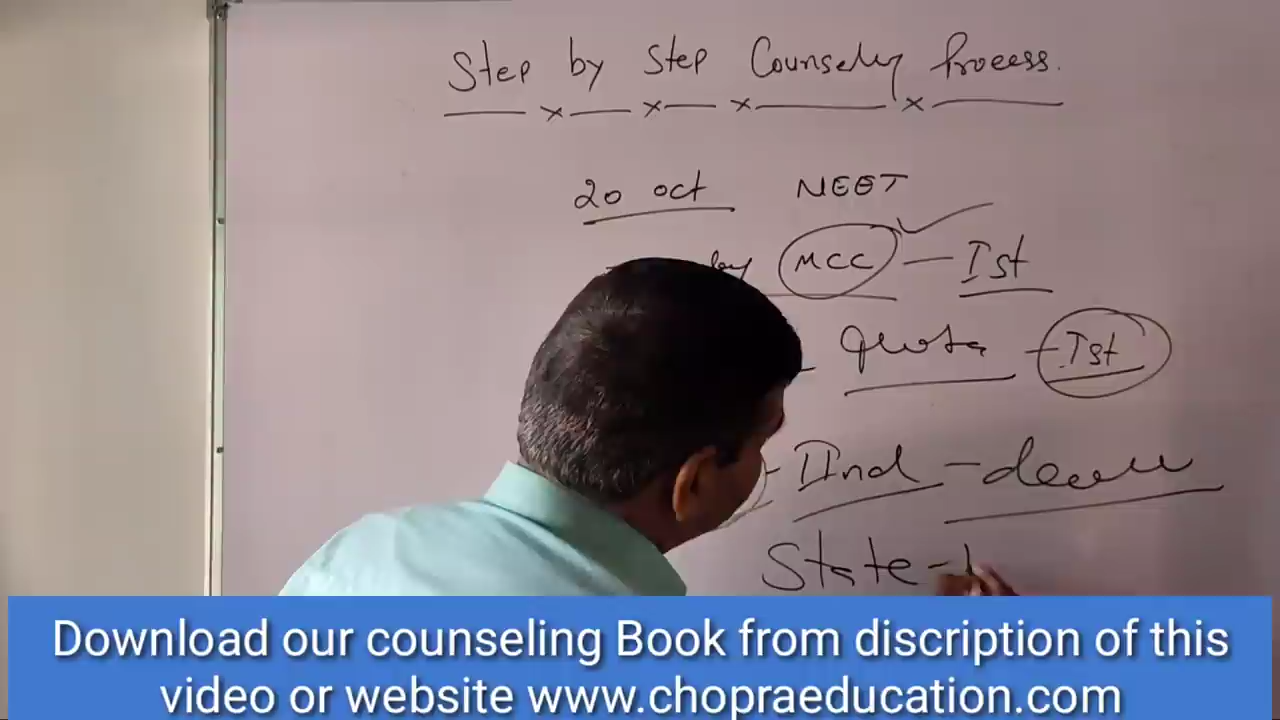 Step by Step Counseling Process.
20 oct NEET
MCC - Ist
quota - Ist
IInd -
State -
Download our counseling Book from discription of this
video or website www.chopraeducation.com